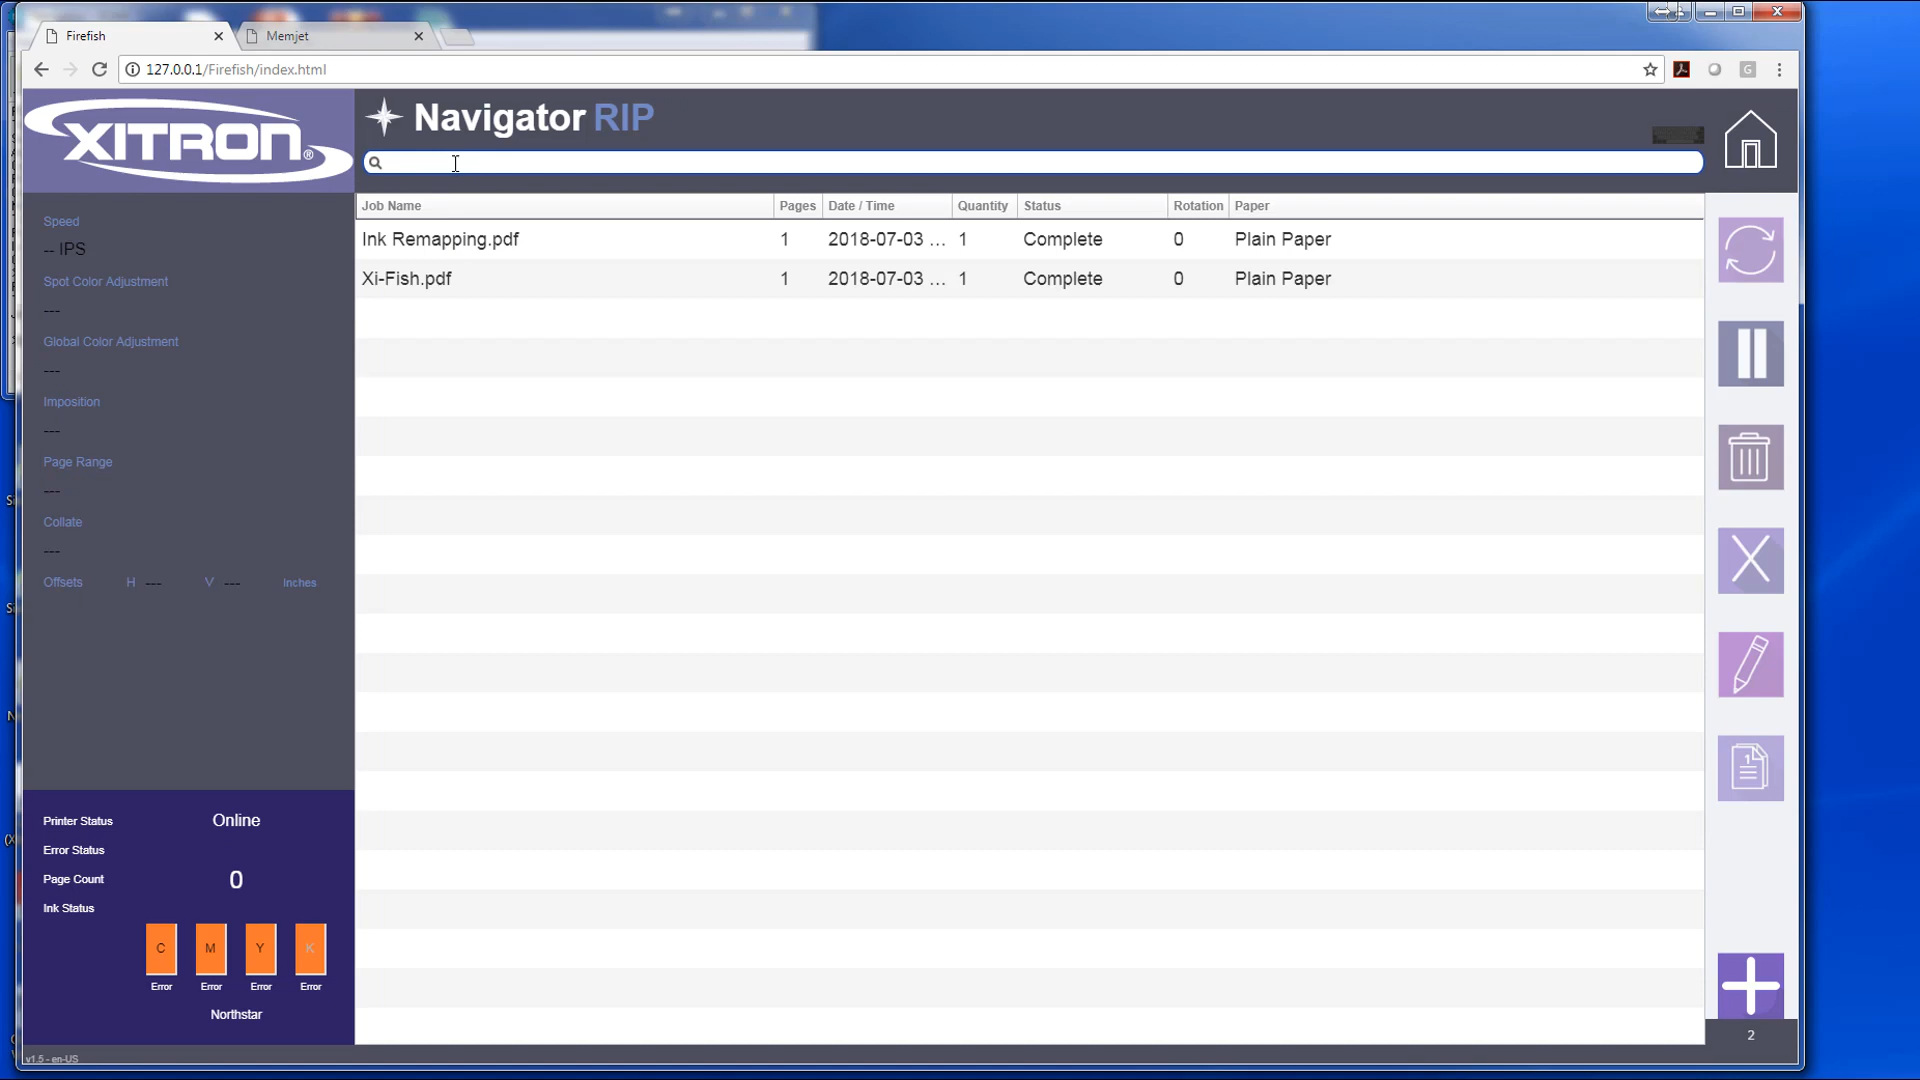 Firefish
Memjet
127.0.0.1/Firefish/index.html
G
XITRON®
Navigator RIP
Job Name Pages Date / Time Quantity Status Rotation Paper
Ink Remapping.pdf 1 2018-07-03 ... 1 Complete 0 Plain Paper
Xi-Fish.pdf 1 2018-07-03 ... 1 Complete 0 Plain Paper
Speed
-- IPS
Spot Color Adjustment
---
Global Color Adjustment
---
Imposition
---
Page Range
---
Collate
---
Offsets H --- V --- Inches
Printer Status Online
Error Status
Page Count 0
Ink Status
C M Y K
Error Error Error Error
Northstar
1
2
v1.5 - en-US